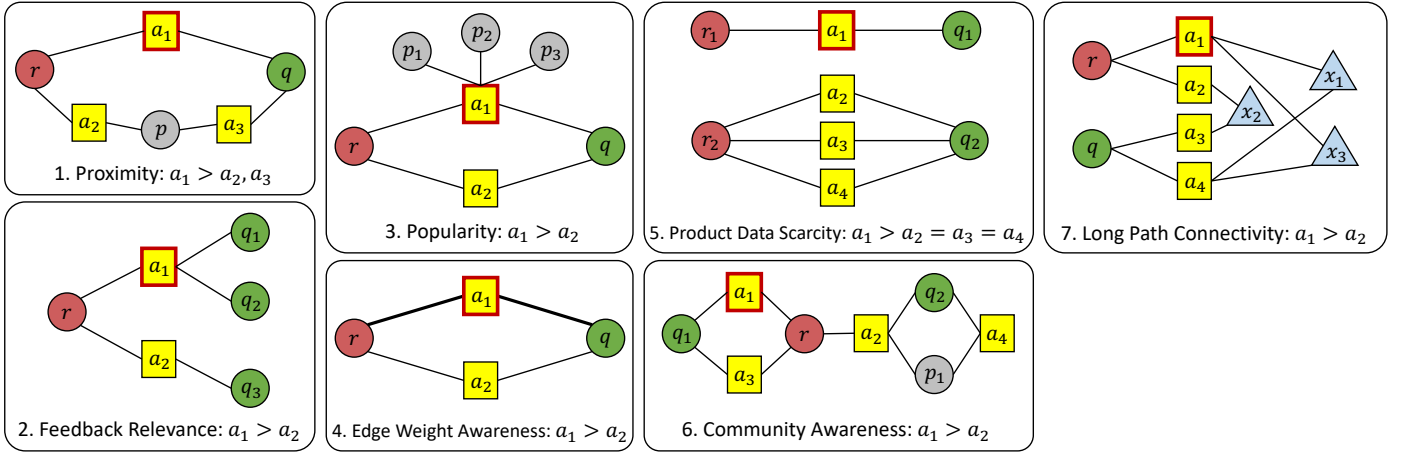 a₁
r
q
a₂
p
a₃
1. Proximity: a₁ > a₂, a₃
q₁
a₁
q₂
r
a₂
q₃
2. Feedback Relevance: a₁ > a₂
p₂
p₁
p₃
a₁
r
q
a₂
3. Popularity: a₁ > a₂
a₁
r
q
a₂
4. Edge Weight Awareness: a₁ > a₂
r₁
a₁
q₁
a₂
r₂
a₃
q₂
a₄
5. Product Data Scarcity: a₁ > a₂ = a₃ = a₄
a₁
q₂
q₁
r
a₂
a₄
a₃
p₁
6. Community Awareness: a₁ > a₂
a₁
r
x₁
a₂
x₂
a₃
q
x₃
a₄
7. Long Path Connectivity: a₁ > a₂